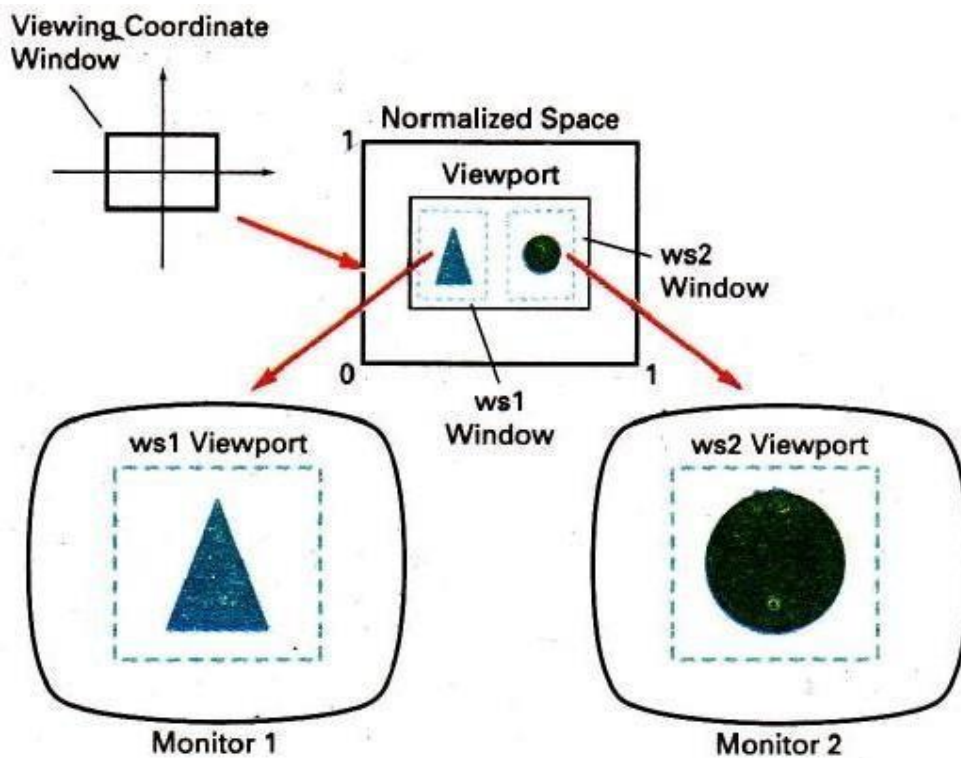 Viewing Coordinate
Window
Normalized Space
1
Viewport
ws2
Window
0
1
ws1
Window
ws1 Viewport
ws2 Viewport
Monitor 1
Monitor 2